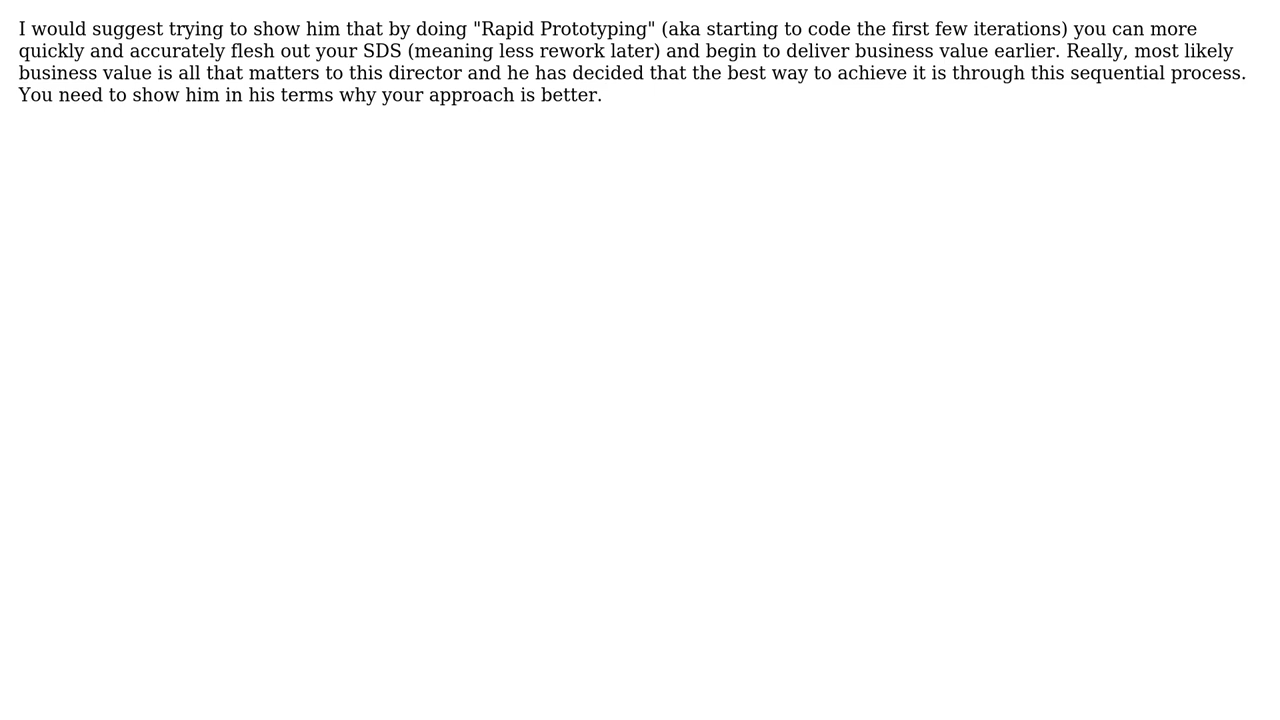 I would suggest trying to show him that by doing "Rapid Prototyping" (aka starting to code the first few iterations) you can more
quickly and accurately flesh out your SDS (meaning less rework later) and begin to deliver business value earlier. Really, most likely
business value is all that matters to this director and he has decided that the best way to achieve it is through this sequential process.
You need to show him in his terms why your approach is better.